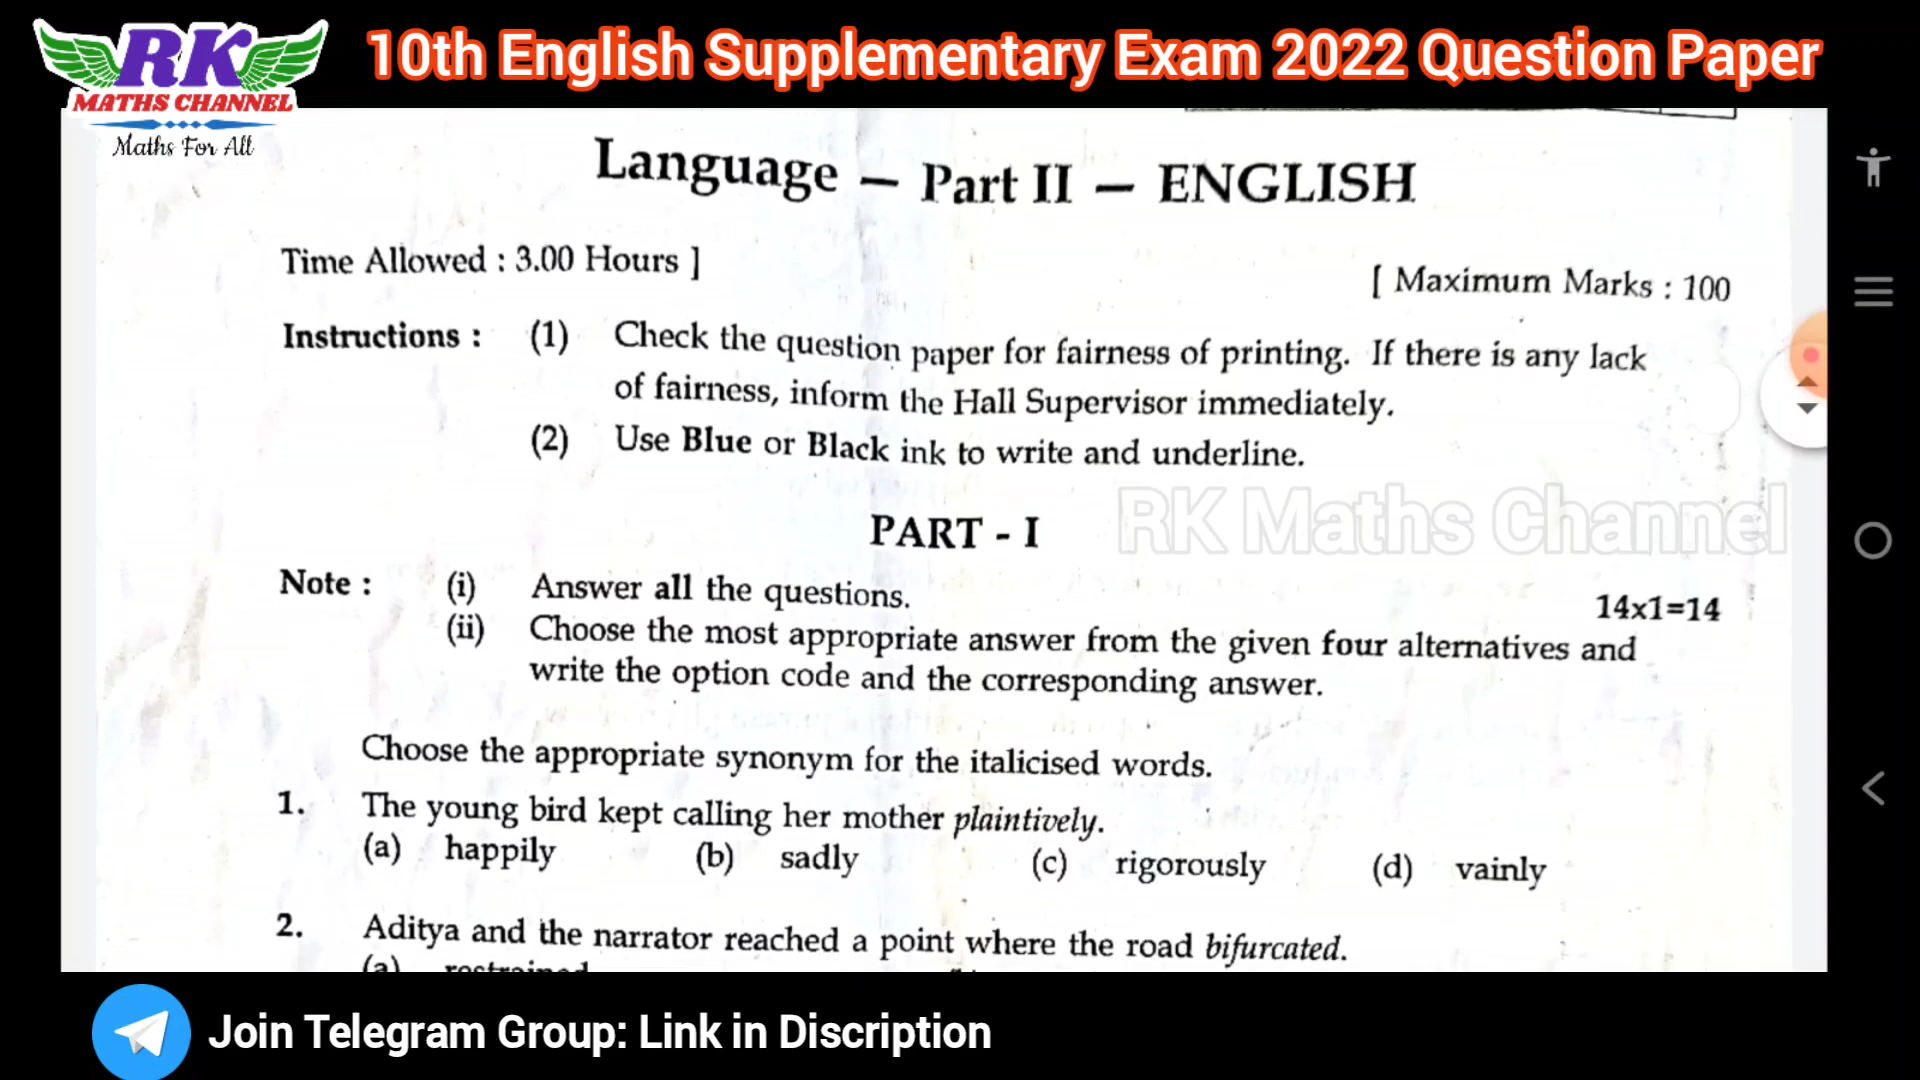 RK
MATHS CHANNEL
Maths For All
10th English Supplementary Exam 2022 Question Paper
Language — Part II — ENGLISH
Time Allowed : 3.00 Hours ]
[ Maximum Marks : 100
Instructions : (1) Check the question paper for fairness of printing. If there is any lack
of fairness, inform the Hall Supervisor immediately.
(2) Use Blue or Black ink to write and underline.
RK Maths Channel
PART - I
Note : (i) Answer all the questions. 14x1=14
(ii) Choose the most appropriate answer from the given four alternatives and
write the option code and the corresponding answer.
Choose the appropriate synonym for the italicised words.
1. The young bird kept calling her mother plaintively.
(a) happily (b) sadly (c) rigorously (d) vainly
2. Aditya and the narrator reached a point where the road bifurcated.
(a) restrained
Join Telegram Group: Link in Discription